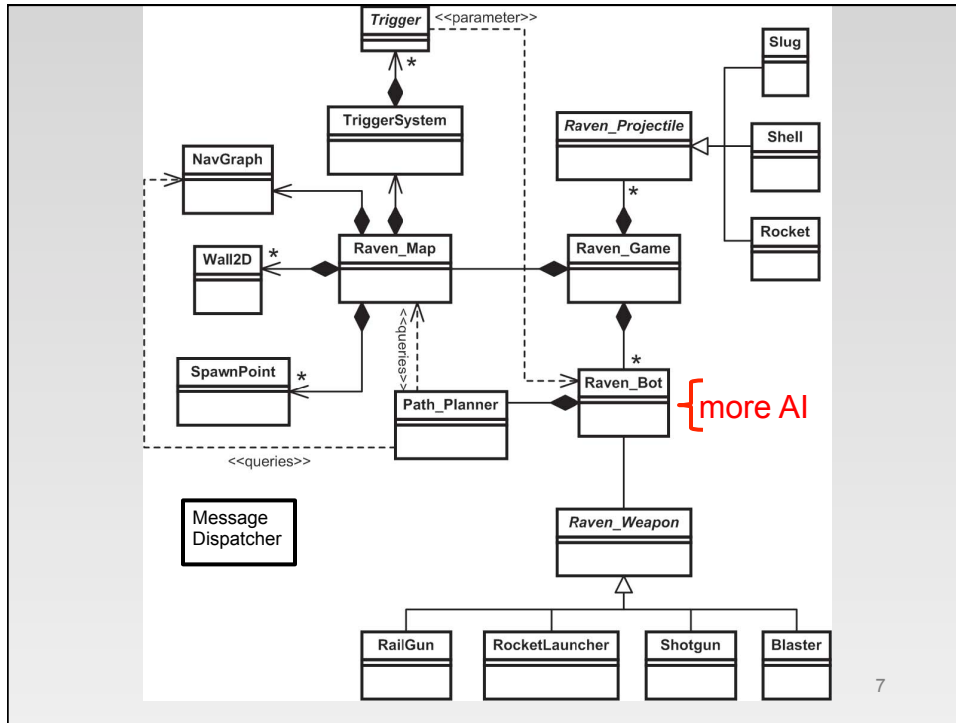 Trigger
<<parameter>>
*
Slug
TriggerSystem
Raven_Projectile
Shell
NavGraph
*
Rocket
Raven_Map
Raven_Game
Wall2D
*
<<queries>>
*
SpawnPoint
*
Raven_Bot
more AI
Path_Planner
<<queries>>
Message
Dispatcher
Raven_Weapon
RailGun
RocketLauncher
Shotgun
Blaster
7